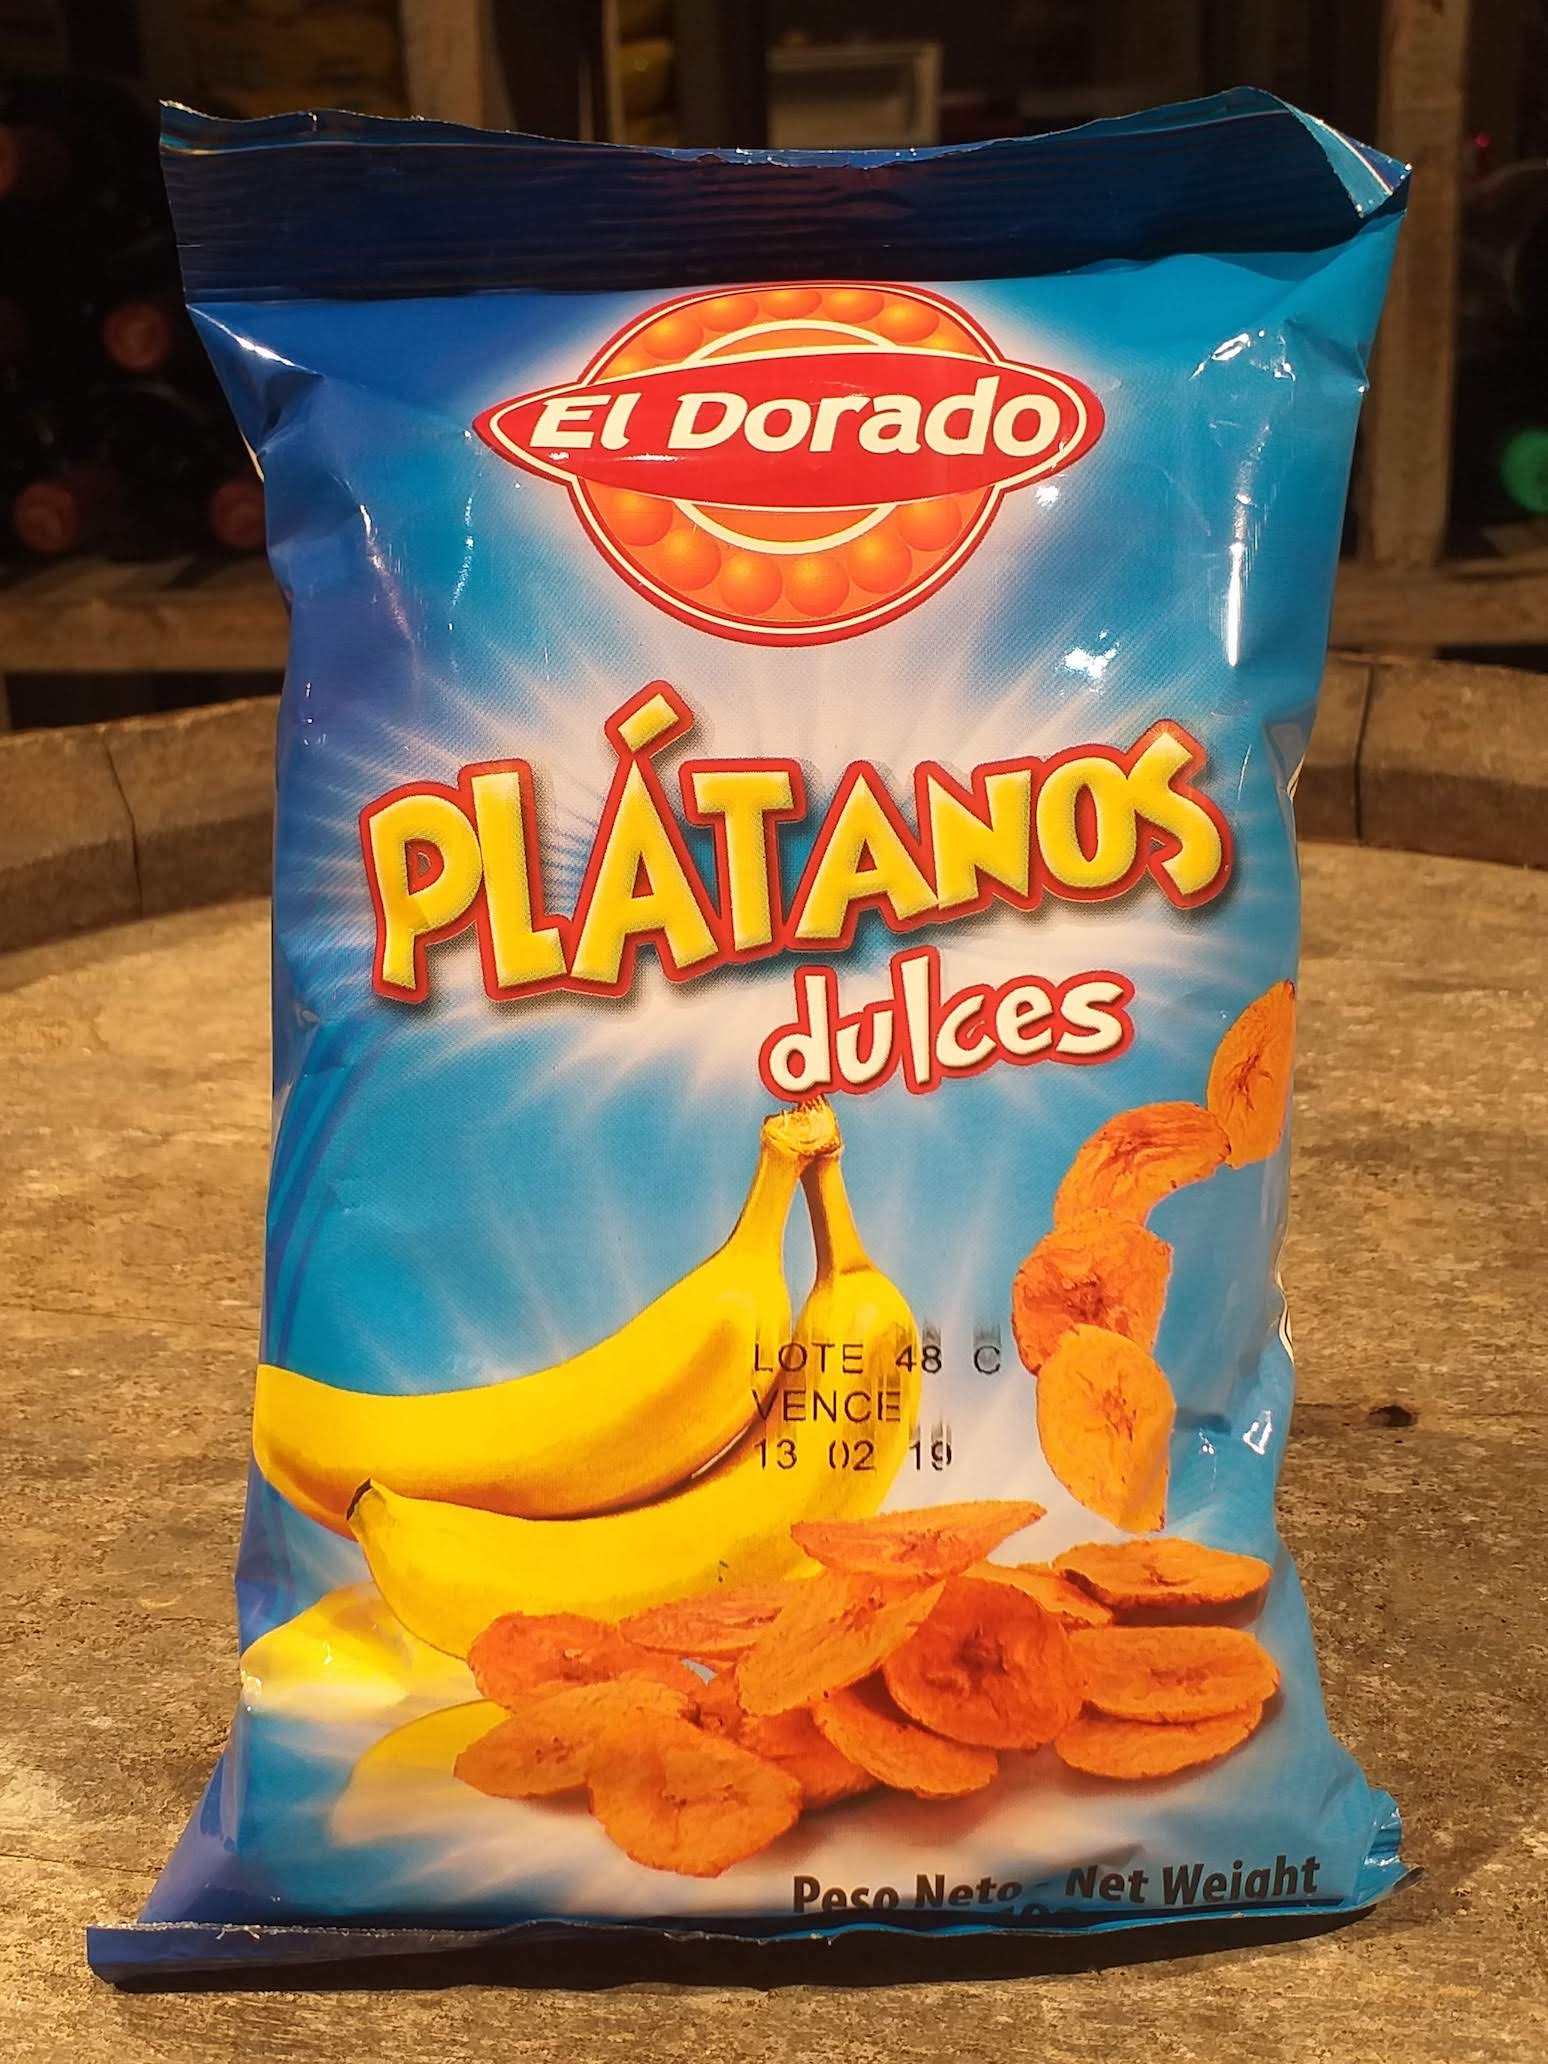 El Dorado
PLÁTANOS
dulces
LOTE 48 C
VENCE
13 02 19
Peso Neto - Net Weight